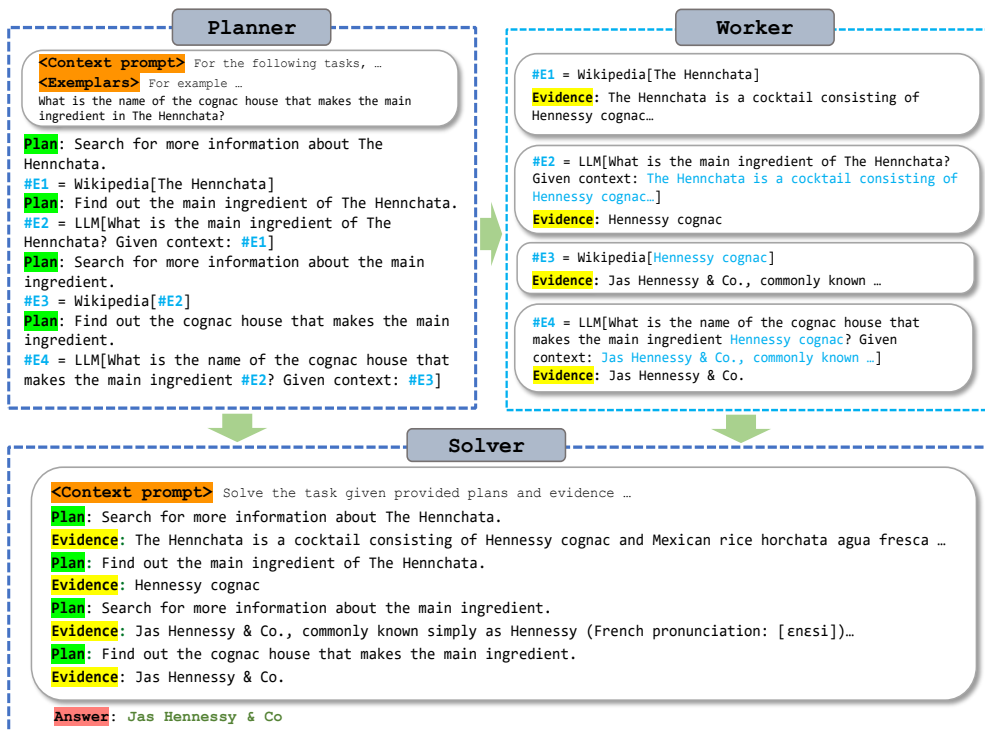 Planner
<Context prompt> For the following tasks, …
<Exemplars> For example …
What is the name of the cognac house that makes the main
ingredient in The Hennchata?
Plan: Search for more information about The
Hennchata.
#E1 = Wikipedia[The Hennchata]
Plan: Find out the main ingredient of The Hennchata.
#E2 = LLM[What is the main ingredient of The
Hennchata? Given context: #E1]
Plan: Search for more information about the main
ingredient.
#E3 = Wikipedia[#E2]
Plan: Find out the cognac house that makes the main
ingredient.
#E4 = LLM[What is the name of the cognac house that
makes the main ingredient #E2? Given context: #E3]
Worker
#E1 = Wikipedia[The Hennchata]
Evidence: The Hennchata is a cocktail consisting of
Hennessy cognac…
#E2 = LLM[What is the main ingredient of The Hennchata?
Given context: The Hennchata is a cocktail consisting of
Hennessy cognac…]
Evidence: Hennessy cognac
#E3 = Wikipedia[Hennessy cognac]
Evidence: Jas Hennessy & Co., commonly known …
#E4 = LLM[What is the name of the cognac house that
makes the main ingredient Hennessy cognac? Given
context: Jas Hennessy & Co., commonly known …]
Evidence: Jas Hennessy & Co.
Solver
<Context prompt> Solve the task given provided plans and evidence …
Plan: Search for more information about The Hennchata.
Evidence: The Hennchata is a cocktail consisting of Hennessy cognac and Mexican rice horchata agua fresca …
Plan: Find out the main ingredient of The Hennchata.
Evidence: Hennessy cognac
Plan: Search for more information about the main ingredient.
Evidence: Jas Hennessy & Co., commonly known simply as Hennessy (French pronunciation: [ɛnɛsi])…
Plan: Find out the cognac house that makes the main ingredient.
Evidence: Jas Hennessy & Co.
Answer: Jas Hennessy & Co